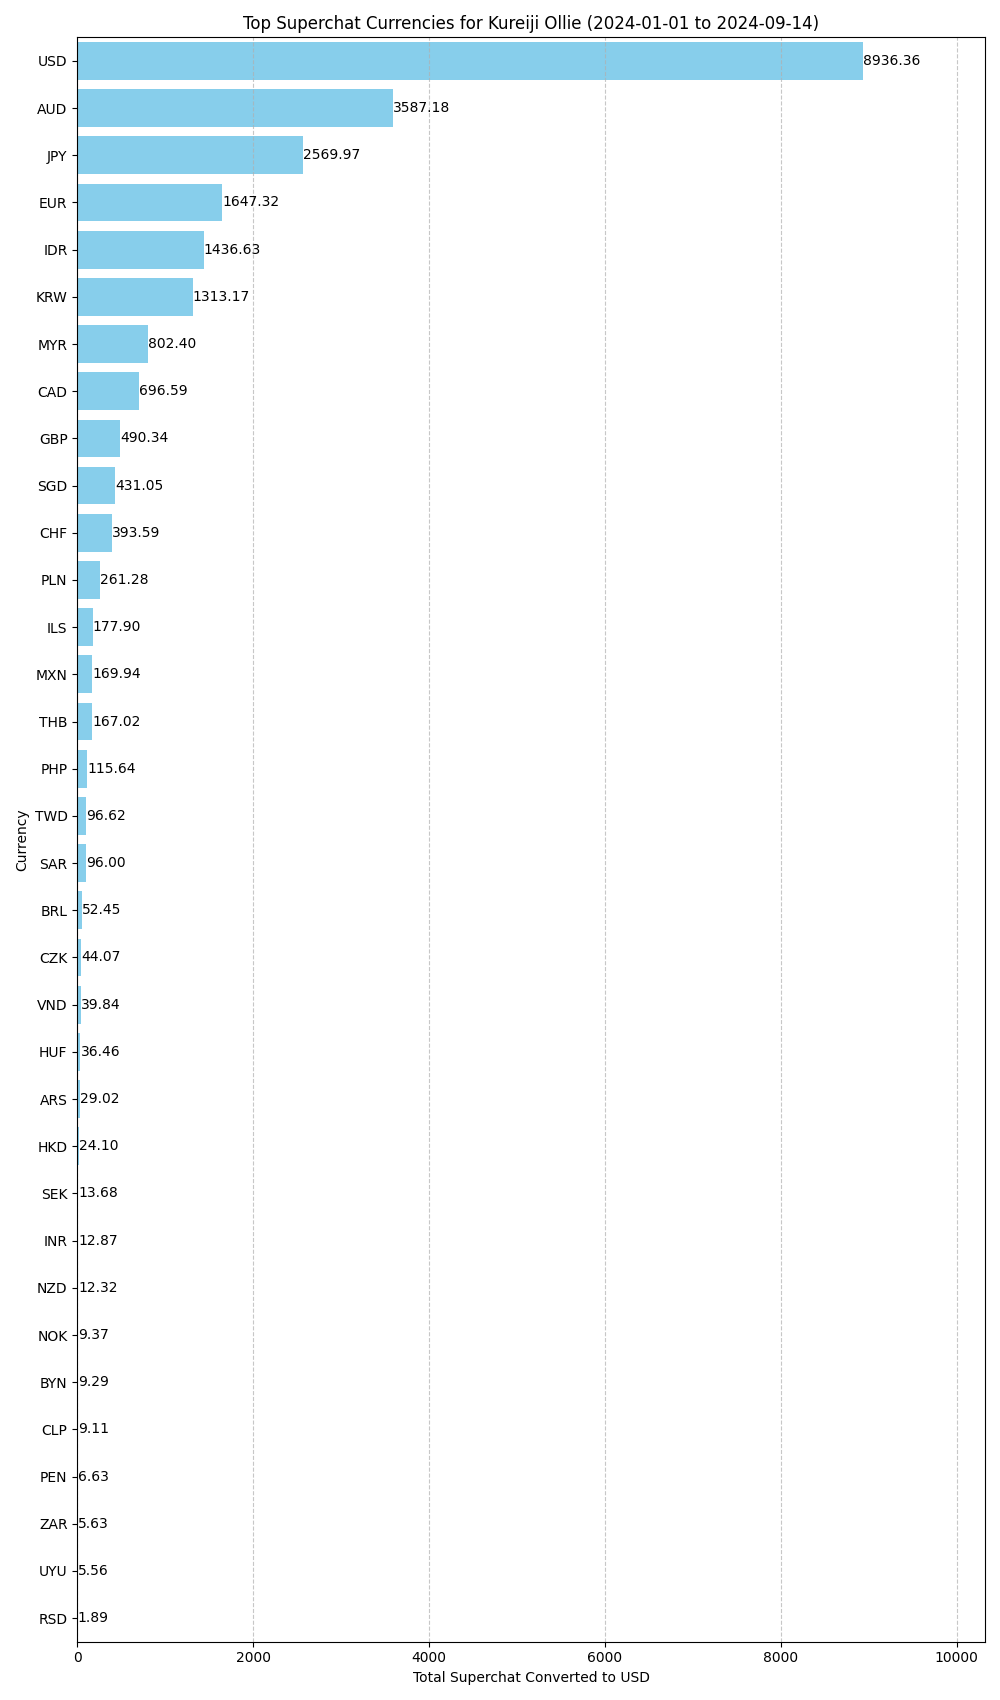 Top Superchat Currencies for Kureiji Ollie (2024-01-01 to 2024-09-14)
USD 8936.36
AUD 3587.18
JPY 2569.97
EUR 1647.32
IDR 1436.63
KRW 1313.17
MYR 802.40
CAD 696.59
GBP 490.34
SGD 431.05
CHF 393.59
PLN 261.28
ILS 177.90
MXN 169.94
THB 167.02
PHP 115.64
TWD 96.62
SAR 96.00
BRL 52.45
CZK 44.07
VND 39.84
HUF 36.46
ARS 29.02
HKD 24.10
SEK 13.68
INR 12.87
NZD 12.32
NOK 9.37
BYN 9.29
CLP 9.11
PEN 6.63
ZAR 5.63
UYU 5.56
RSD 1.89
Currency
0 2000 4000 6000 8000 10000
Total Superchat Converted to USD